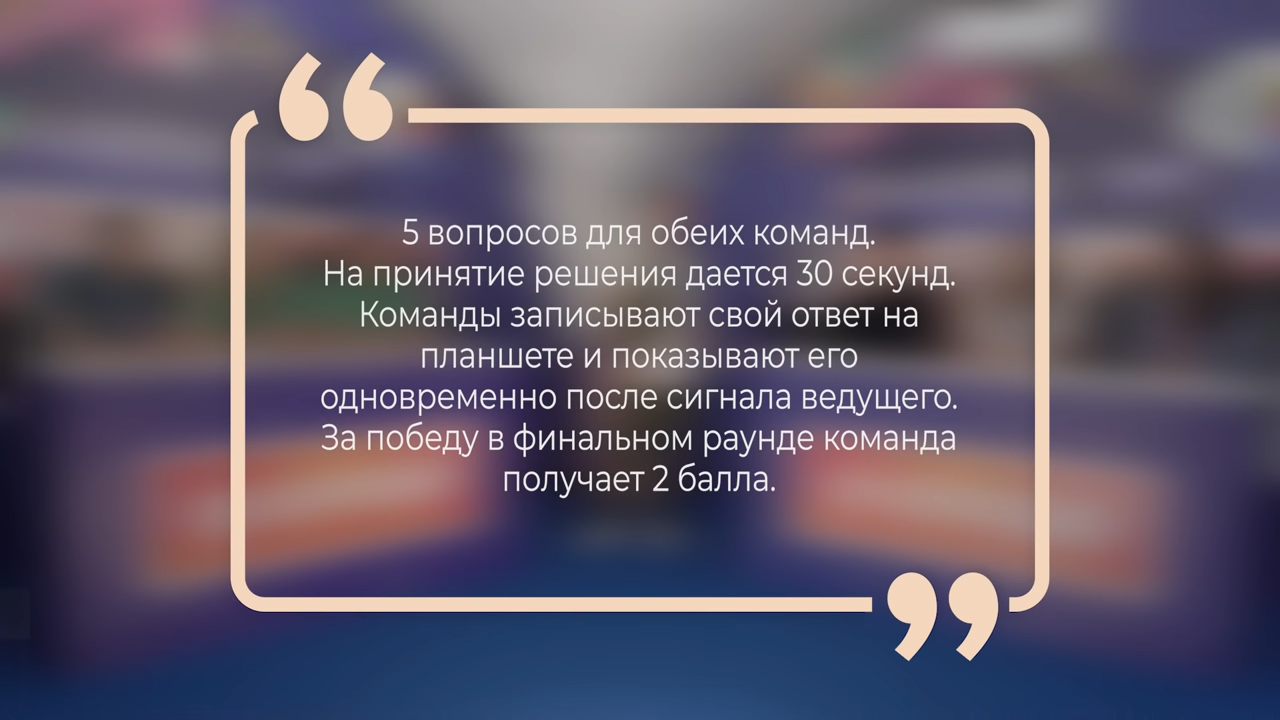 5 вопросов для обеих команд.
На принятие решения дается 30 секунд.
Команды записывают свой ответ на
планшете и показывают его
одновременно после сигнала ведущего.
За победу в финальном раунде команда
получает 2 балла.